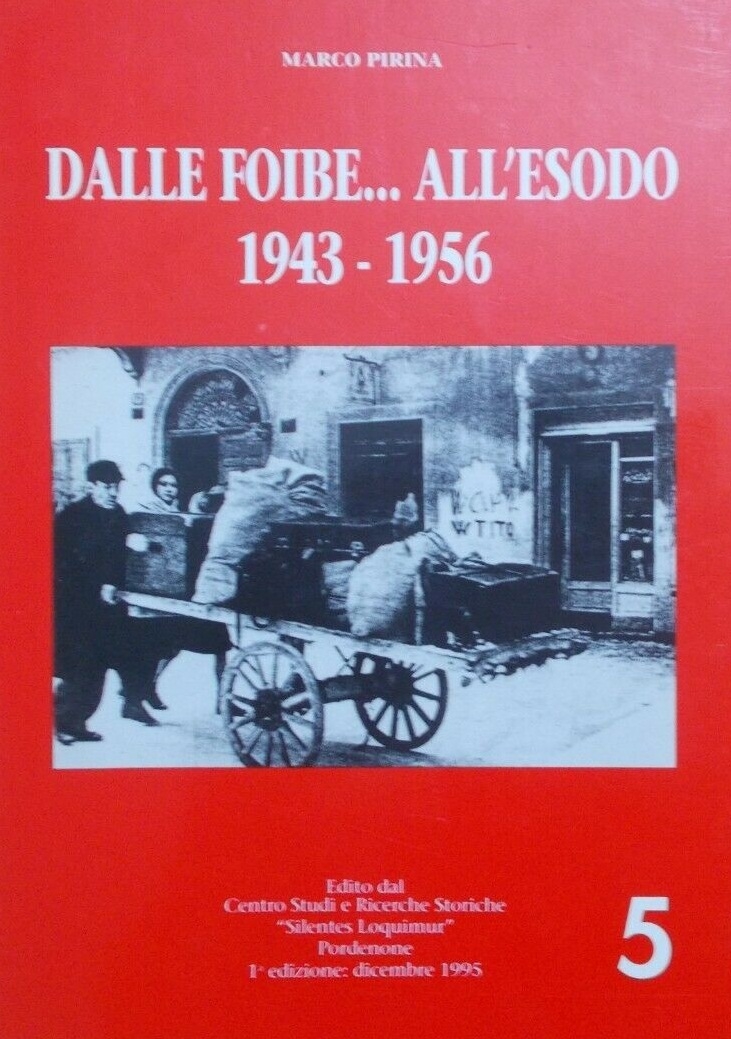 MARCO PIRINA
DALLE FOIBE... ALL'ESODO
1943 - 1956
W TITO
Edito dal
Centro Studi e Ricerche Storiche
"Silentes Loquimur"
Pordenone
1ª edizione: dicembre 1995
5